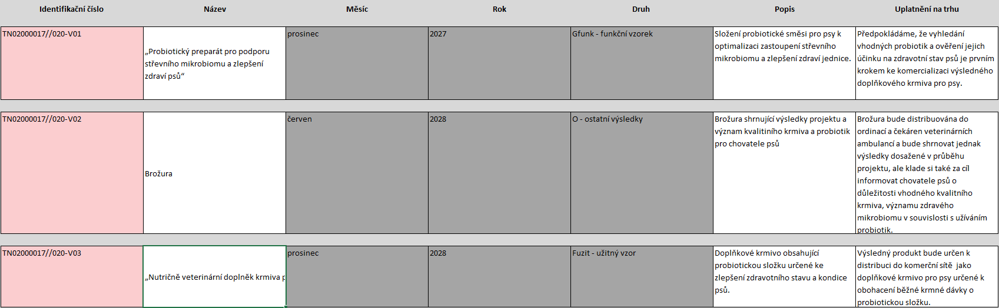 Identifikační číslo
Název
Měsíc
Rok
Druh
Popis
Uplatnění na trhu
TN02000017//020-V01
„Probiotický preparát pro podporu
střevního mikrobiomu a zlepšení
zdraví psů“
prosinec
2027
Gfunk - funkční vzorek
Složení probiotické směsi pro psy k
optimalizaci zastoupení střevního
mikrobiomu a zlepšení zdraví jednice.
Předpokládáme, že vyhledání
vhodných probiotik a ověření jejich
účinku na zdravotní stav psů je prvním
krokem ke komercializaci výsledného
doplňkového krmiva pro psy.
TN02000017//020-V02
Brožura
červen
2028
O - ostatní výsledky
Brožura shrnující výsledky projektu a
význam kvalitiního krmiva a probiotik
pro chovatele psů
Brožura bude distribuována do
ordinací a čekáren veterinárních
ambulancí a bude shrnovat jednak
výsledky dosažené v průběhu
projektu, ale klade si také za cíl
informovat chovatele psů o
důležitosti vhodného kvalitního
krmiva, významu zdravého
mikrobiomu v souvislosti s užíváním
probiotik.
TN02000017//020-V03
„Nutričně veterinární doplněk krmiva
prosinec
2028
Fuzit - užitný vzor
Doplňkové krmivo obsahující
probiotickou složku určené ke
zlepšení zdravotního stavu a kondice
psů.
Výsledný produkt bude určen k
distribuci do komerční sítě  jako
doplňkové krmivo pro psy určené k
obohacení běžné krmné dávky o
probiotickou složku.